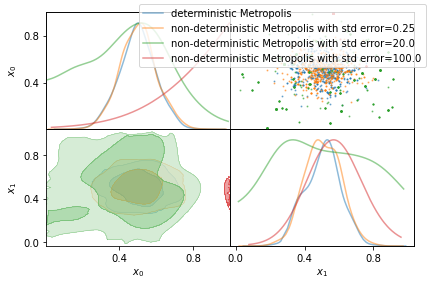 deterministic Metropolis
non-deterministic Metropolis with std error=0.25
non-deterministic Metropolis with std error=20.0
non-deterministic Metropolis with std error=100.0
0.8
x₀
0.4
0.8
x₁
0.4
0.0
0.4 0.8 0.0 0.4 0.8
x₀ x₁